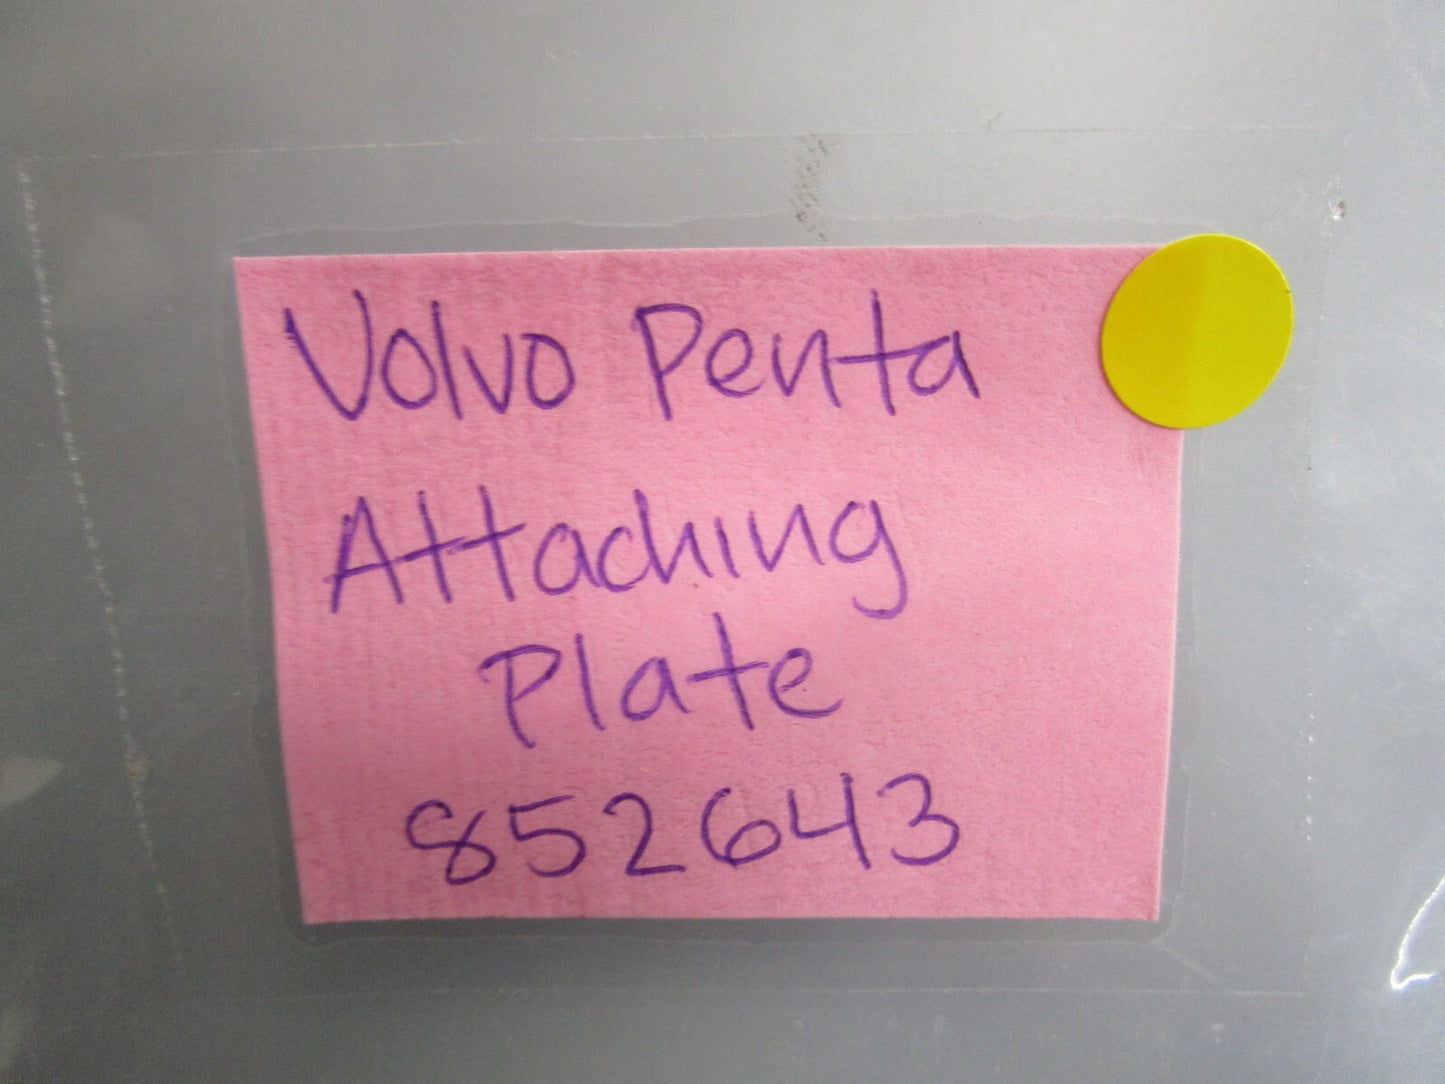 Volvo Penta
Attaching
Plate
852643